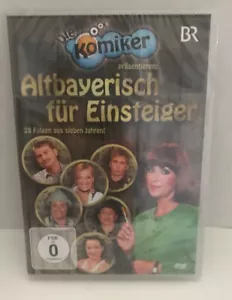 Die
Komiker
BR
präsentieren:
Altbayerisch
für Einsteiger
28 Folgen aus sieben Jahren!
FSK
0
DVD